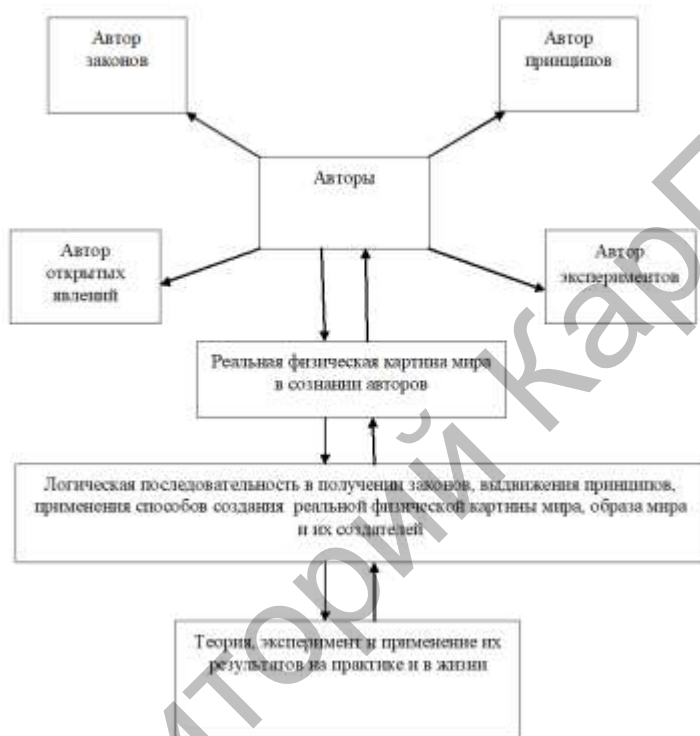 Автор
законов
Автор
принципов
Авторы
Автор
открытых
явлений
Автор
экспериментов
Реальная физическая картина мира
в сознании авторов
Логическая последовательность в получении законов, выдвижения принципов,
применения способов создания реальной физической картины мира, образа мира
и их создателей
Теория, эксперимент и применение их
результатов на практике и в жизни